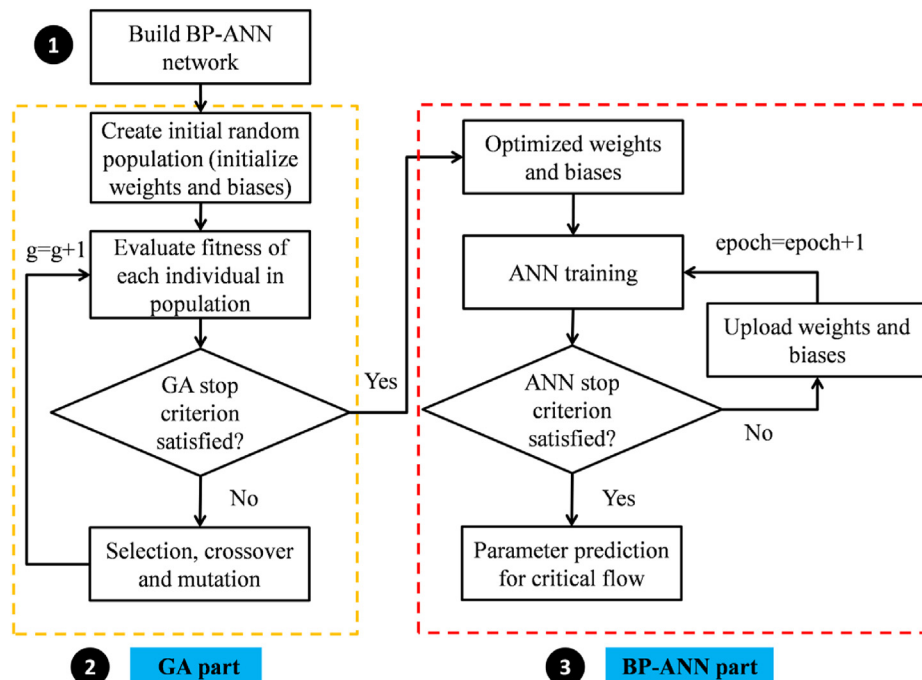 1
Build BP-ANN
network
Create initial random
population (initialize
weights and biases)
g=g+1
Evaluate fitness of
each individual in
population
GA stop
criterion
satisfied?
Yes
No
Selection, crossover
and mutation
2
GA part
Optimized weights
and biases
epoch=epoch+1
ANN training
Upload weights and
biases
ANN stop
criterion
satisfied?
No
Yes
Parameter prediction
for critical flow
3
BP-ANN part